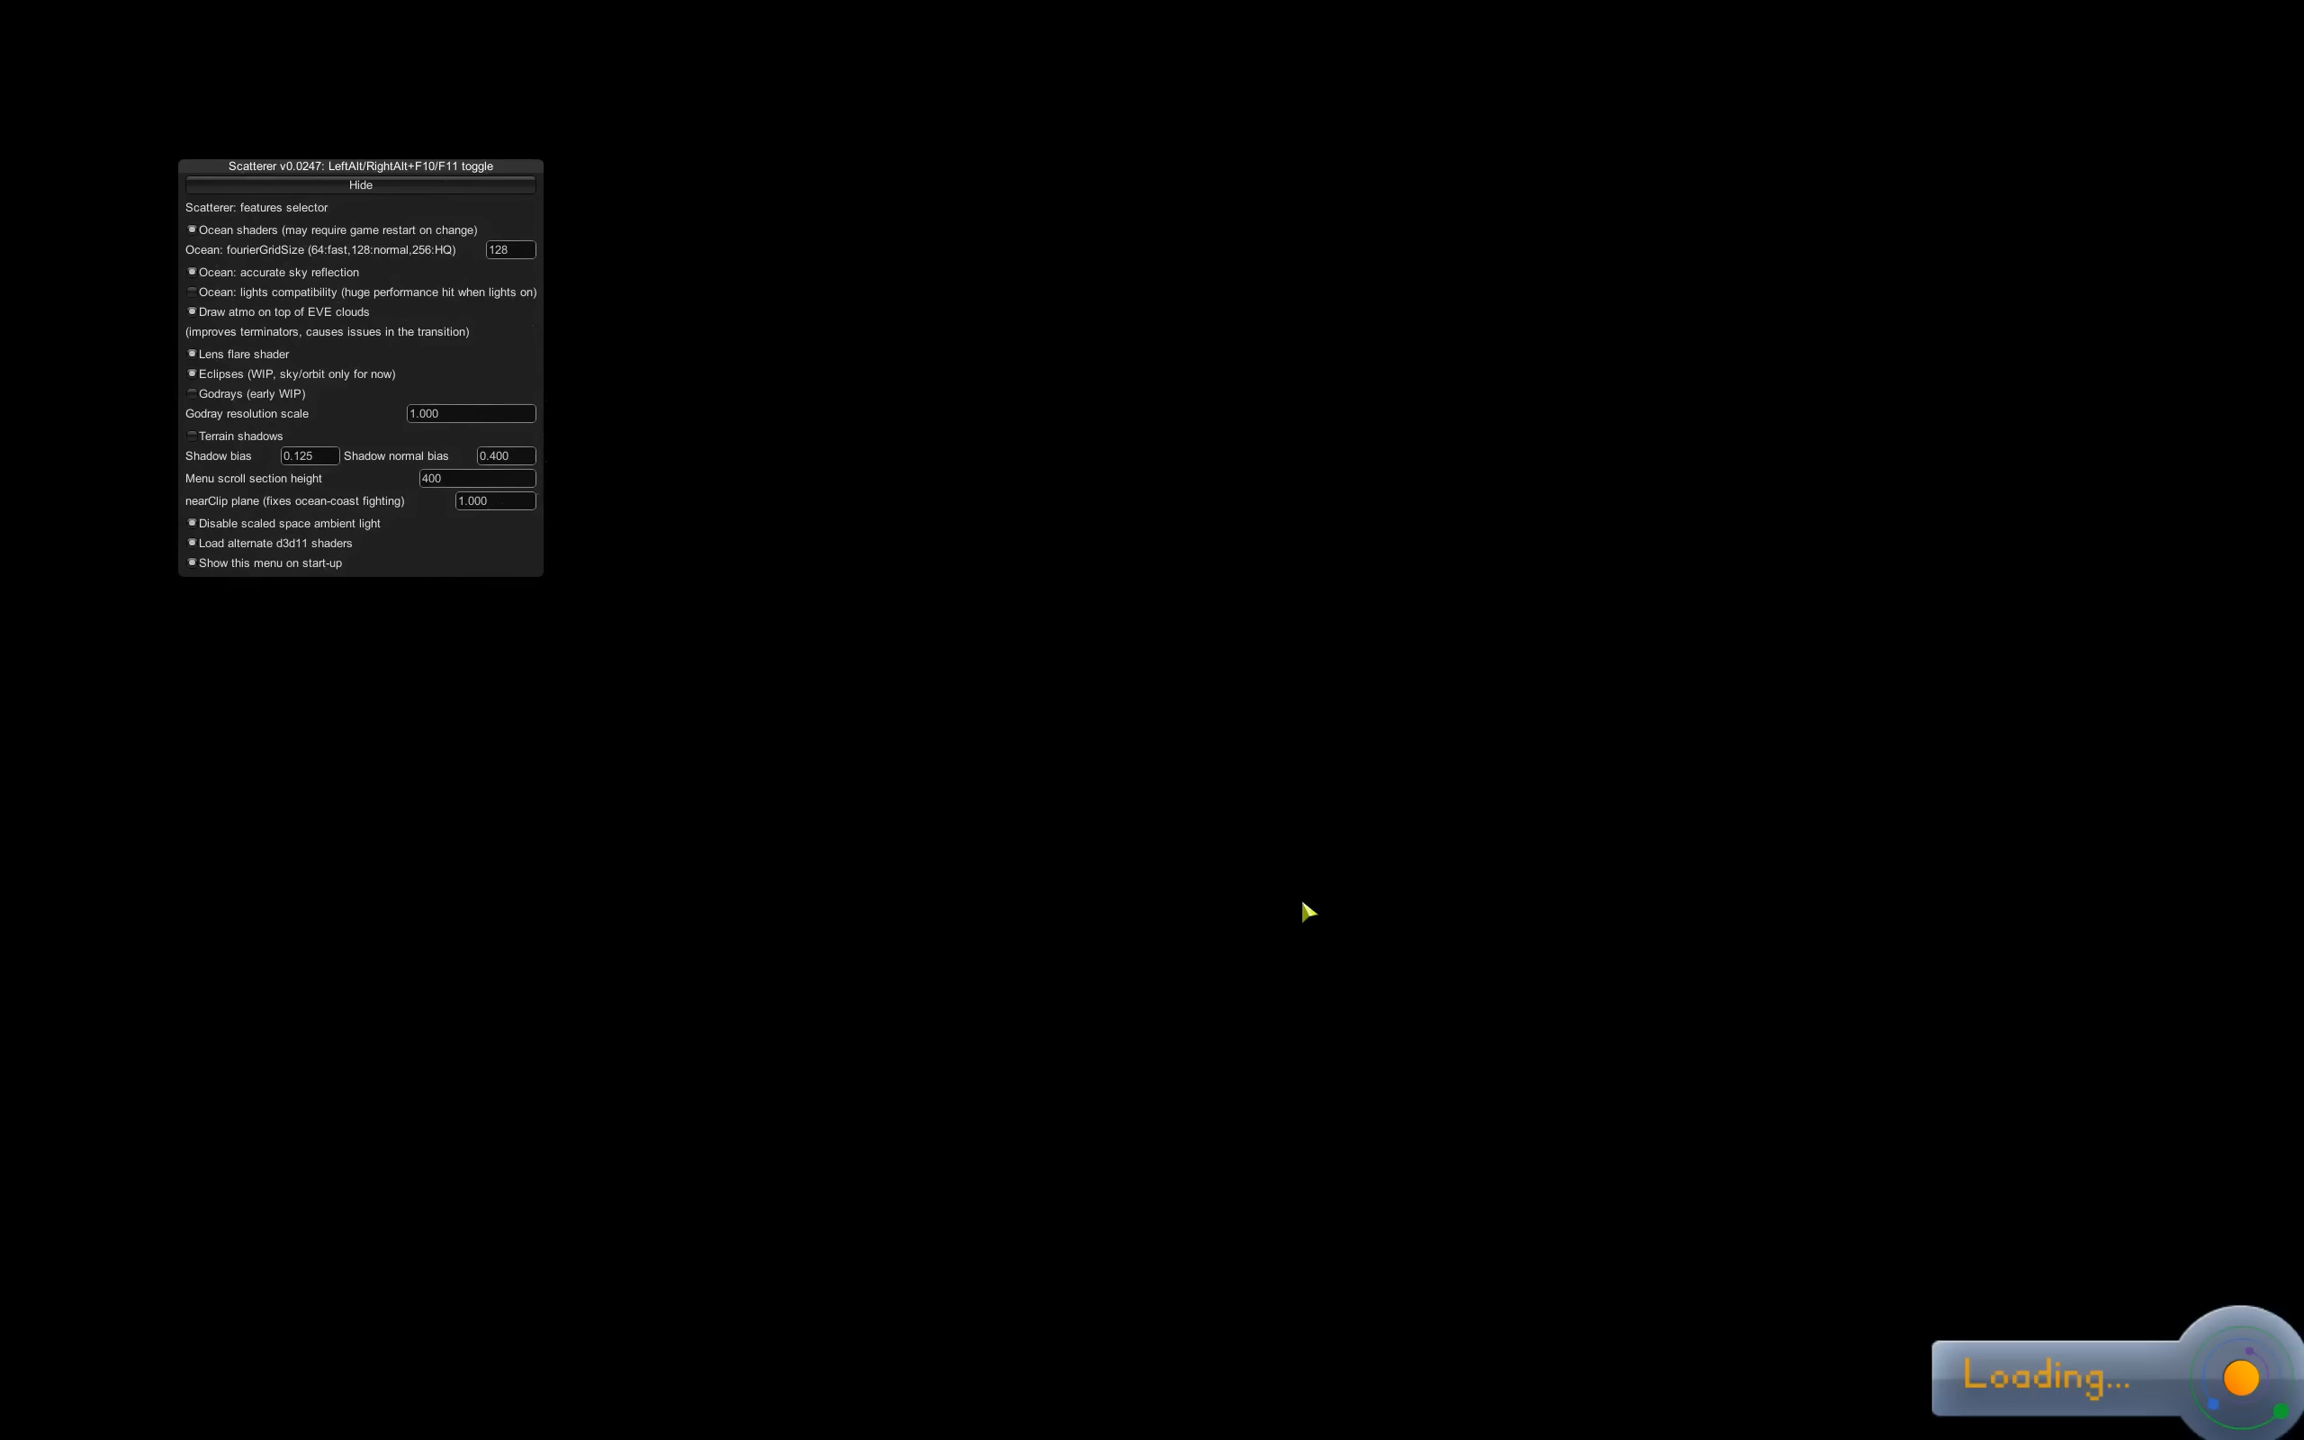 Scatterer v0.0247: LeftAlt/RightAlt+F10/F11 toggle
Hide
Scatterer: features selector
Ocean shaders (may require game restart on change)
Ocean: fourierGridSize (64:fast,128:normal,256:HQ) 128
Ocean: accurate sky reflection
Ocean: lights compatibility (huge performance hit when lights on)
Draw atmo on top of EVE clouds
(improves terminators, causes issues in the transition)
Lens flare shader
Eclipses (WIP, sky/orbit only for now)
Godrays (early WIP)
Godray resolution scale 1.000
Terrain shadows
Shadow bias 0.125 Shadow normal bias 0.400
Menu scroll section height 400
nearClip plane (fixes ocean-coast fighting) 1.000
Disable scaled space ambient light
Load alternate d3d11 shaders
Show this menu on start-up
Loading...